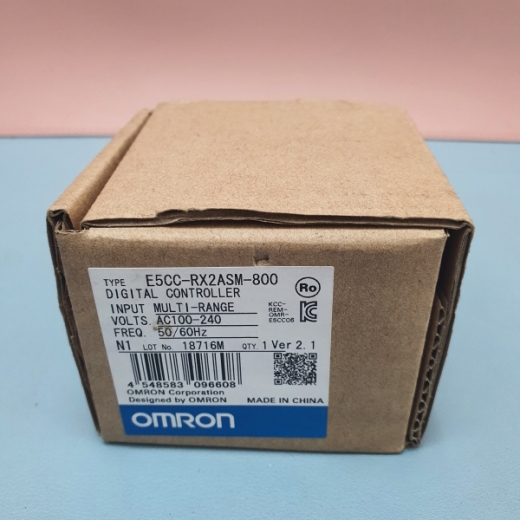 TYPE E5CC-RX2ASM-800
DIGITAL CONTROLLER
INPUT MULTI-RANGE
VOLTS. AC100-240
FREQ. 50/60Hz
N1 LOT No. 18716M QTY 1 Ver 2.1
Ro
KCC-
REM-
OMR-
E5CC06
4 548583 096608
OMRON Corporation
Designed by OMRON
MADE IN CHINA
OMRON